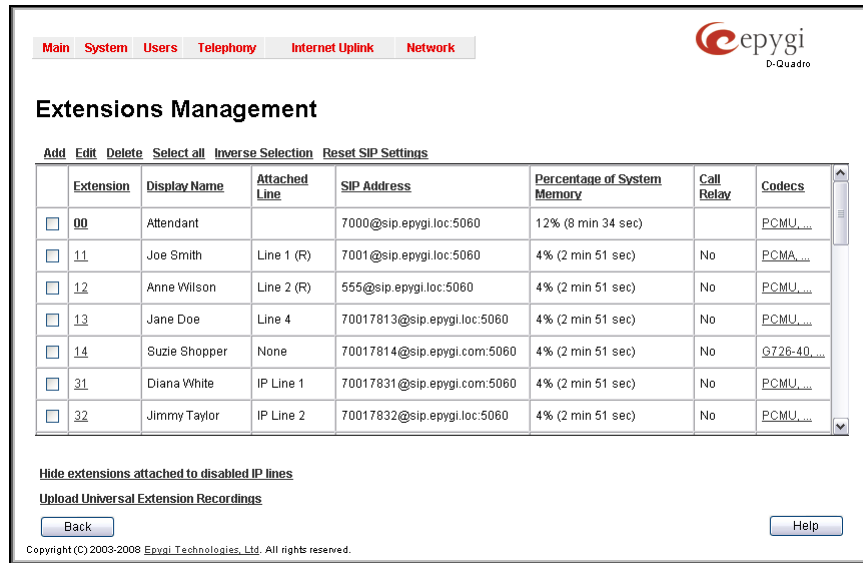 Main System Users Telephony Internet Uplink Network
epygi
D-Quadro
Extensions Management
Add Edit Delete Select all Inverse Selection Reset SIP Settings
Extension Display Name Attached Line SIP Address Percentage of System Memory Call Relay Codecs
00 Attendant 7000@sip.epygi.loc:5060 12% (8 min 34 sec) PCMU, ...
11 Joe Smith Line 1 (R) 7001@sip.epygi.loc:5060 4% (2 min 51 sec) No PCMA, ...
12 Anne Wilson Line 2 (R) 555@sip.epygi.loc:5060 4% (2 min 51 sec) No PCMU, ...
13 Jane Doe Line 4 70017813@sip.epygi.loc:5060 4% (2 min 51 sec) No PCMU, ...
14 Suzie Shopper None 70017814@sip.epygi.com:5060 4% (2 min 51 sec) No G726-40, ...
31 Diana White IP Line 1 70017831@sip.epygi.com:5060 4% (2 min 51 sec) No PCMU, ...
32 Jimmy Taylor IP Line 2 70017832@sip.epygi.loc:5060 4% (2 min 51 sec) No PCMU, ...
Hide extensions attached to disabled IP lines
Upload Universal Extension Recordings
Back Help
Copyright (C) 2003-2008 Epygi Technologies, Ltd. All rights reserved.